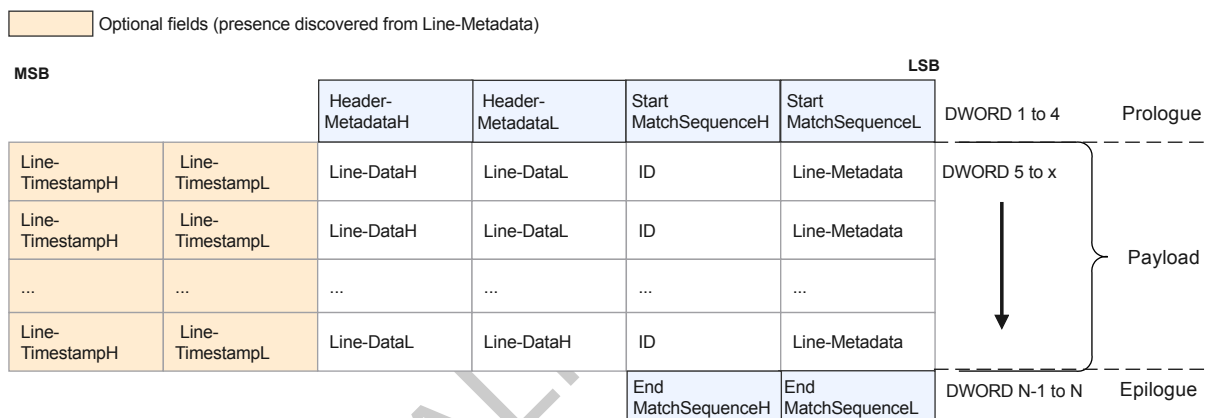 Optional fields (presence discovered from Line-Metadata)
MSB
LSB
Header-
MetadataH
Header-
MetadataL
Start
MatchSequenceH
Start
MatchSequenceL
DWORD 1 to 4
Prologue
Line-
TimestampH
Line-
TimestampL
Line-DataH
Line-DataL
ID
Line-Metadata
DWORD 5 to x
Line-
TimestampH
Line-
TimestampL
Line-DataH
Line-DataL
ID
Line-Metadata
Payload
...
...
...
...
...
...
Line-
TimestampH
Line-
TimestampL
Line-DataL
Line-DataH
ID
Line-Metadata
End
MatchSequenceH
End
MatchSequenceL
DWORD N-1 to N
Epilogue